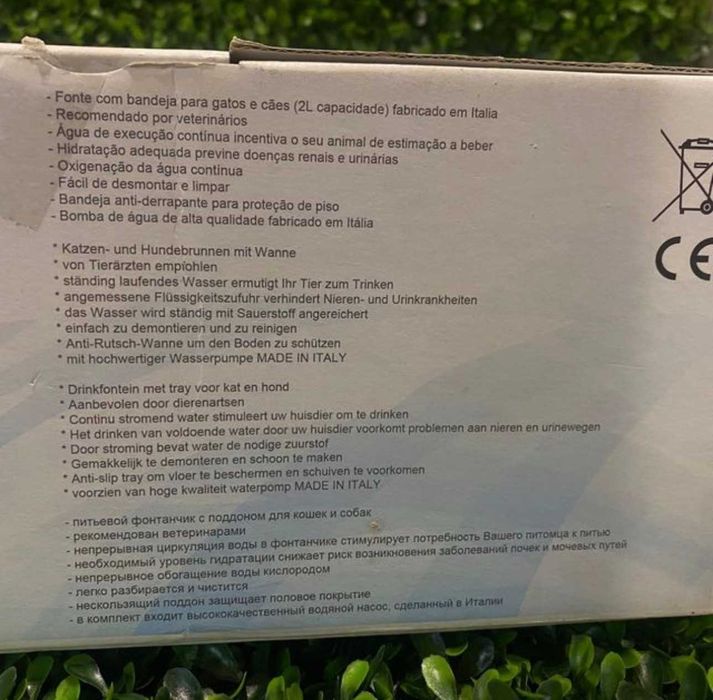 - Fonte com bandeja para gatos e cães (2L capacidade) fabricado em Italia
- Recomendado por veterinários
- Água de execução contínua incentiva o seu animal de estimação a beber
- Hidratação adequada previne doenças renais e urinárias
- Oxigenação da água contínua
- Fácil de desmontar e limpar
- Bandeja anti-derrapante para proteção de piso
- Bomba de água de alta qualidade fabricado em Itália
* Katzen- und Hundebrunnen mit Wanne
* von Tierärzten empfohlen
* ständing laufendes Wasser ermutigt Ihr Tier zum Trinken
* angemessene Flüssigkeitszufuhr verhindert Nieren- und Urinkrankheiten
* das Wasser wird ständig mit Sauerstoff angereichert
* einfach zu demontieren und zu reinigen
* Anti-Rutsch-Wanne um den Boden zu schützen
* mit hochwertiger Wasserpumpe MADE IN ITALY
* Drinkfontein met tray voor kat en hond
* Aanbevolen door dierenartsen
* Continu stromend water stimuleert uw huisdier om te drinken
* Het drinken van voldoende water door uw huisdier voorkomt problemen aan nieren en urinewegen
* Door stroming bevat water de nodige zuurstof
* Gemakkelijk te demonteren en schoon te maken
* Anti-slip tray om vloer te beschermen en schuiven te voorkomen
* voorzien van hoge kwaliteit waterpomp MADE IN ITALY
- питьевой фонтанчик с поддоном для кошек и собак
- рекомендован ветеринарами
- непрерывная циркуляция воды в фонтанчике стимулирует потребность Вашего питомца к питью
- необходимый уровень гидратации снижает риск возникновения заболеваний почек и мочевых путей
- непрерывное обогащение воды кислородом
- легко разбирается и чистится
- нескользящий поддон защищает половое покрытие
- в комплект входит высококачественный водяной насос, сделанный в Италии
CE